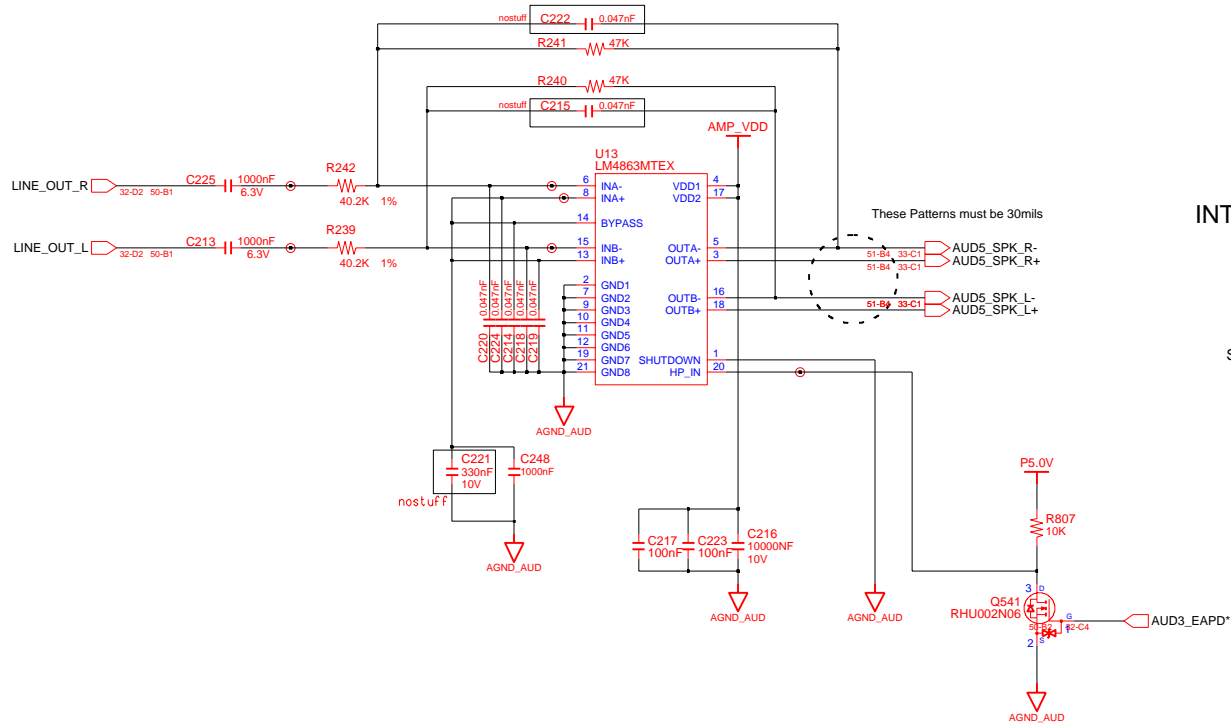 nostuff C222 0.047nF
R241 47K
R240 47K
nostuff C215 0.047nF
AMP_VDD
U13
LM4863MTEX
LINE_OUT_R 32-D2 50-B1 C225 1000nF 6.3V R242 40.2K 1%
LINE_OUT_L 32-D2 50-B1 C213 1000nF 6.3V R239 40.2K 1%
6 INA- VDD1 4
8 INA+ VDD2 17
14 BYPASS
15 INB- OUTA- 5
13 INB+ OUTA+ 3
2 GND1
7 GND2 OUTB- 16
9 GND3 OUTB+ 18
10 GND4
11 GND5
12 GND6
19 GND7 SHUTDOWN 1
21 GND8 HP_IN 20
These Patterns must be 30mils
INT
51-B4 33-C1 AUD5_SPK_R-
51-B4 33-C1 AUD5_SPK_R+
AUD5_SPK_L-
51-B4 33-C1 AUD5_SPK_L+
S
0.047nF 0.047nF 0.047nF 0.047nF 0.047nF
C220 C224 C214 C218 C219
AGND_AUD
C221 330nF 10V
nostuff
C248 1000nF
AGND_AUD
C217 100nF
C223 100nF
C216 10000NF 10V
AGND_AUD
AGND_AUD
P5.0V
R807
10K
3 D
Q541
RHU002N06
G
1
S
2
AUD3_EAPD*
AGND_AUD